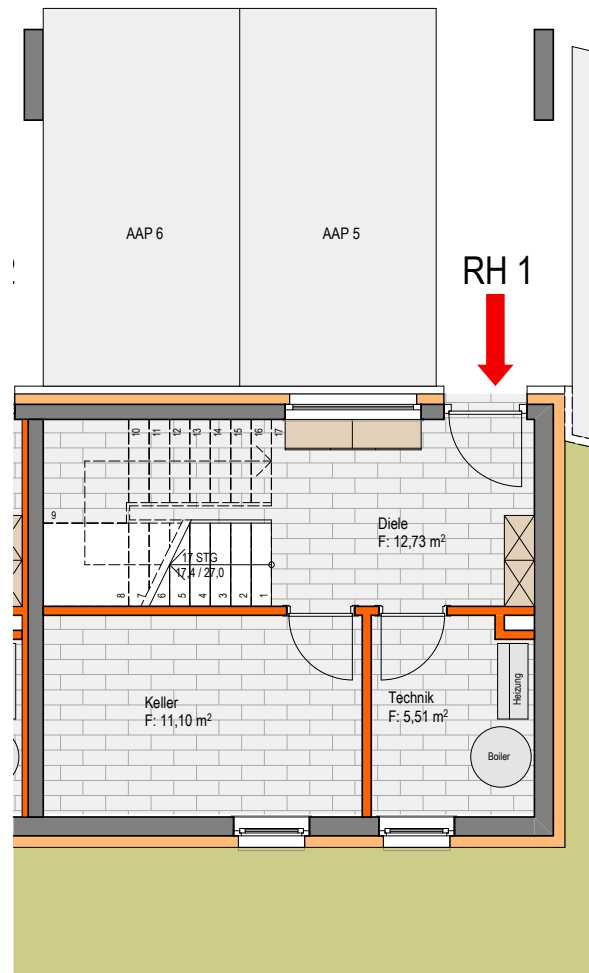 AAP 6
AAP 5
RH 1
10
11
12
13
14
15
16
17
9
Diele
F: 12,73 m²
17 STG
17,4 / 27,0
8
7
6
5
4
3
2
1
Keller
F: 11,10 m²
Technik
F: 5,51 m²
Heizung
Boiler